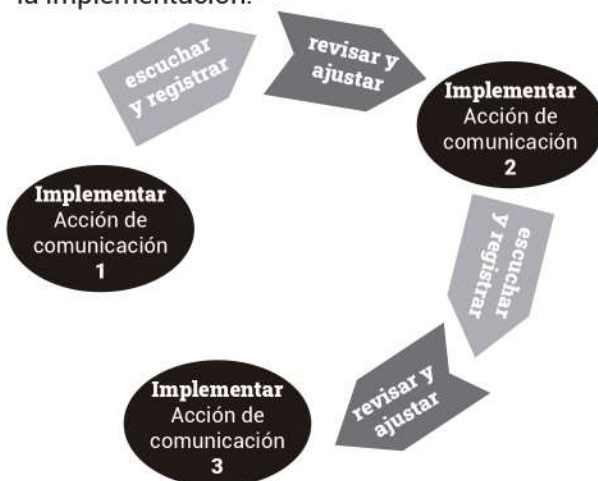 la implementación.
Implementar
Acción de
comunicación
1
escuchar
y registrar
revisar y
ajustar
Implementar
Acción de
comunicación
2
escuchar
y registrar
revisar y
ajustar
Implementar
Acción de
comunicación
3